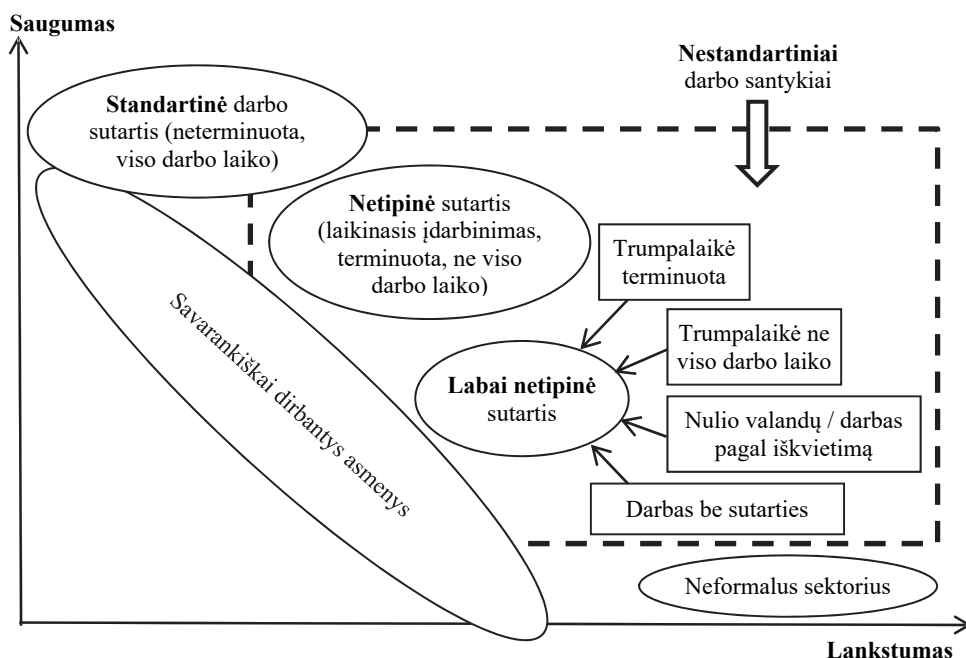 Saugumas
Nestandartiniai
darbo santykiai
Standartinė darbo
sutartis (neterminuota,
viso darbo laiko)
Netipinė sutartis
(laikinasis įdarbinimas,
terminuota, ne viso
darbo laiko)
Trumpalaikė
terminuota
Trumpalaikė ne
viso darbo laiko
Savarankiškai dirbantys asmenys
Labai netipinė
sutartis
Nulio valandų / darbas
pagal iškvietimą
Darbas be sutarties
Neformalus sektorius
Lankstumas